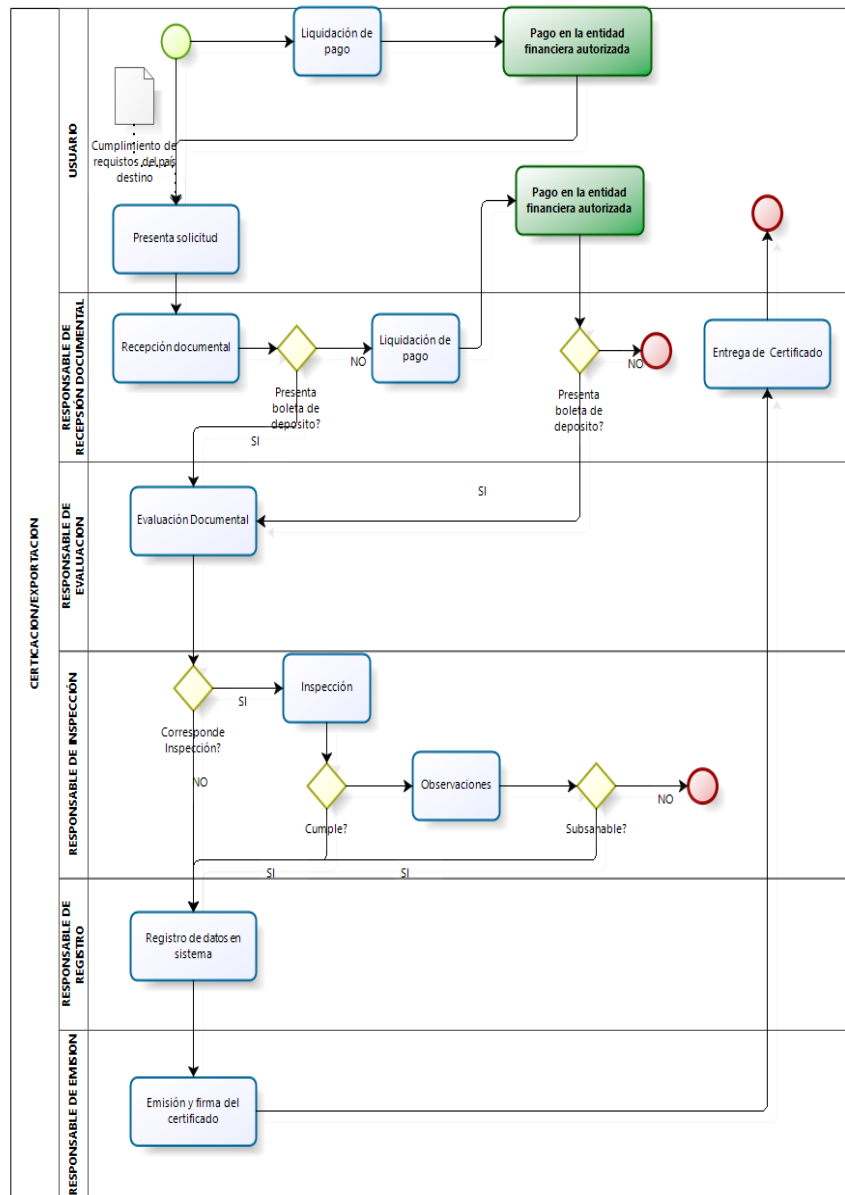 CERTICACION/EXPORTACION
USUARIO
Liquidación de
pago
Pago en la entidad
financiera autorizada
Cumplimiento de
requistos del país
destino
Pago en la entidad
financiera autorizada
Presenta solicitud
RESPONSABLE DE
RECEPSIÓN DOCUMENTAL
Recepción documental
NO
Liquidación de
pago
NO
Entrega de Certificado
Presenta
boleta de
deposito?
Presenta
boleta de
deposito?
SI
RESPONSABLE DE
EVALUACION
SI
Evaluación Documental
RESPONSABLE DE INSPECCIÓN
Inspección
SI
Corresponde
Inspección?
NO
Observaciones
NO
Cumple?
Subsanable?
SI
SI
RESPONSABLE DE
REGISTRO
Registro de datos en
sistema
RESPONSABLE DE EMISION
Emisión y firma del
certificado